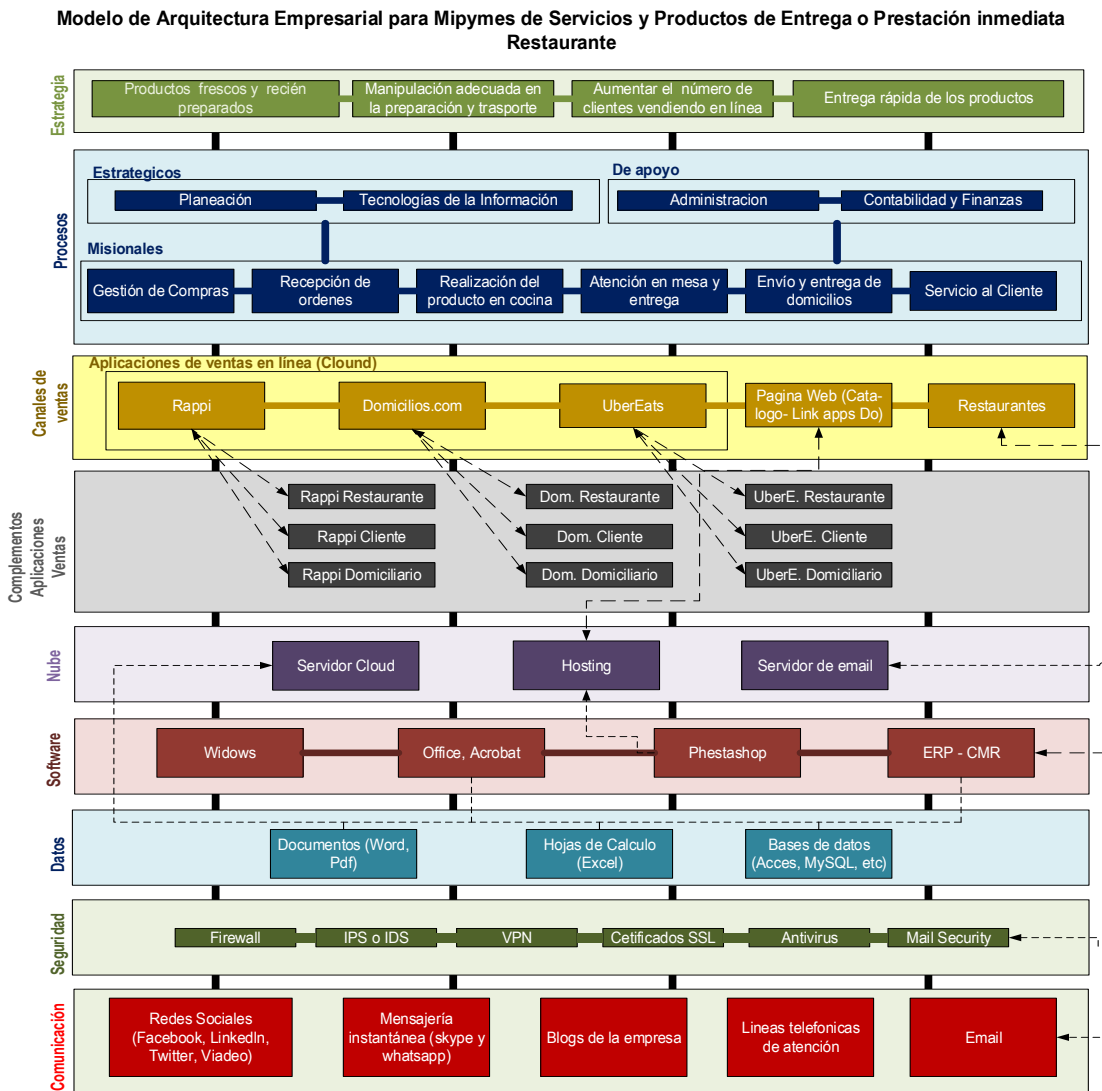 Modelo de Arquitectura Empresarial para Mipymes de Servicios y Productos de Entrega o Prestación inmediata
Restaurante
Estrategia
Productos frescos y recién
preparados
Manipulación adecuada en
la preparación y trasporte
Aumentar el número de
clientes vendiendo en línea
Entrega rápida de los productos
Procesos
Estrategicos
Planeación
Tecnologías de la Información
De apoyo
Administracion
Contabilidad y Finanzas
Misionales
Gestión de Compras
Recepción de
ordenes
Realización del
producto en cocina
Atención en mesa y
entrega
Envío y entrega de
domicilios
Servicio al Cliente
Canales de
ventas
Aplicaciones de ventas en línea (Clound)
Rappi
Domicilios.com
UberEats
Pagina Web (Cata-
logo- Link apps Do)
Restaurantes
Complementos
Aplicaciones
Ventas
Rappi Restaurante
Rappi Cliente
Rappi Domiciliario
Dom. Restaurante
Dom. Cliente
Dom. Domiciliario
UberE. Restaurante
UberE. Cliente
UberE. Domiciliario
Nube
Servidor Cloud
Hosting
Servidor de email
Software
Widows
Office, Acrobat
Phestashop
ERP - CMR
Datos
Documentos (Word,
Pdf)
Hojas de Calculo
(Excel)
Bases de datos
(Acces, MySQL, etc)
Seguridad
Firewall
IPS o IDS
VPN
Cetificados SSL
Antivirus
Mail Security
Comunicación
Redes Sociales
(Facebook, LinkedIn,
Twitter, Viadeo)
Mensajería
instantánea (skype y
whatsapp)
Blogs de la empresa
Lineas telefonicas
de atención
Email